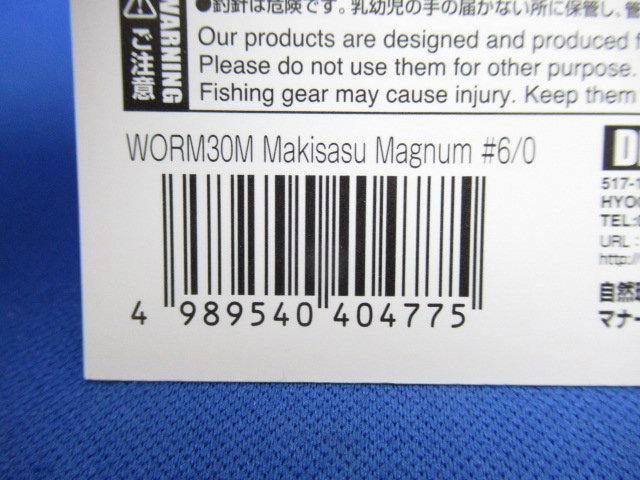 ●釣針は危険です。乳幼児の手の届かない所に保管し、
⚠注意
WARNING
Our products are designed and produced
Please do not use them for other purpose.
Fishing gear may cause injury. Keep them
WORM30M Makisasu Magnum #6/0
4 989540 404775
517-1
HYO
TEL:
URL :
http://
自然
マナー